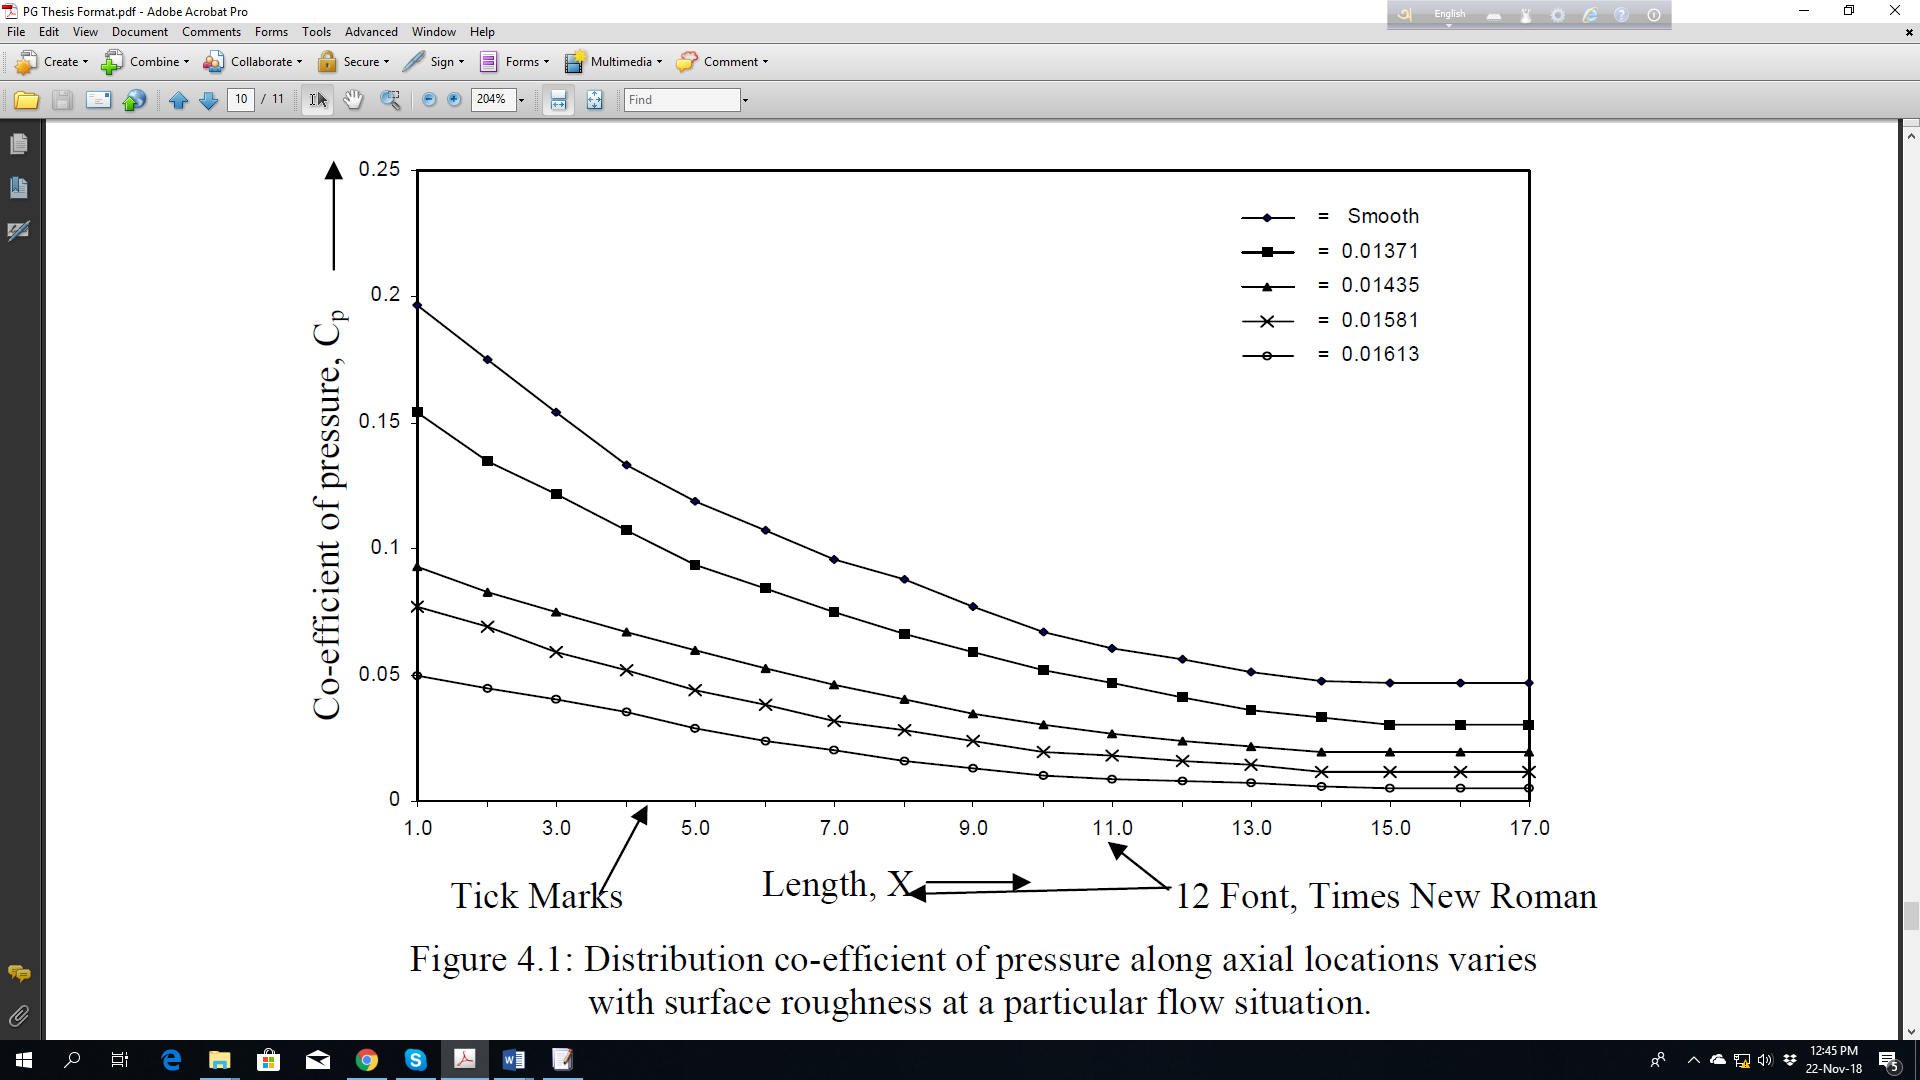 PG Thesis Format.pdf - Adobe Acrobat Pro
English
File Edit View Document Comments Forms Tools Advanced Window Help
Create Combine Collaborate Secure Sign Forms Multimedia Comment
10 / 11 204% Find
0.25
0.2
0.15
0.1
0.05
0
Co-efficient of pressure, Cp
= Smooth
= 0.01371
= 0.01435
= 0.01581
= 0.01613
1.0 3.0 5.0 7.0 9.0 11.0 13.0 15.0 17.0
Tick Marks
Length, X
12 Font, Times New Roman
Figure 4.1: Distribution co-efficient of pressure along axial locations varies
with surface roughness at a particular flow situation.
12:45 PM
22-Nov-18
5